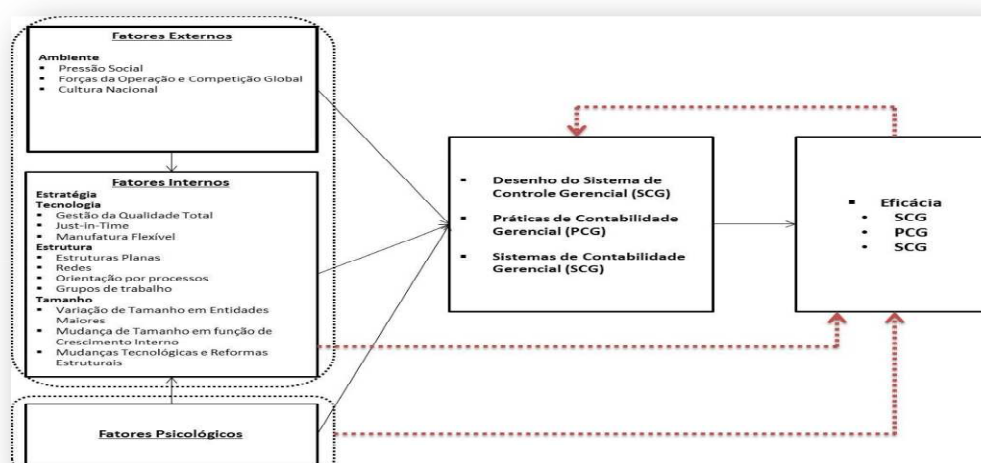 Fatores Externos
Ambiente
▪ Pressão Social
▪ Forças da Operação e Competição Global
▪ Cultura Nacional
Fatores Internos
Estratégia
Tecnologia
▪ Gestão da Qualidade Total
▪ Just-in-Time
▪ Manufatura Flexível
Estrutura
▪ Estruturas Planas
▪ Redes
▪ Orientação por processos
▪ Grupos de trabalho
Tamanho
▪ Variação de Tamanho em Entidades
Maiores
▪ Mudança de Tamanho em função de
Crescimento Interno
▪ Mudanças Tecnológicas e Reformas
Estruturais
Fatores Psicológicos
▪ Desenho do Sistema de
Controle Gerencial (SCG)
▪ Práticas de Contabilidade
Gerencial (PCG)
▪ Sistemas de Contabilidade
Gerencial (SCG)
▪ Eficácia
• SCG
• PCG
• SCG